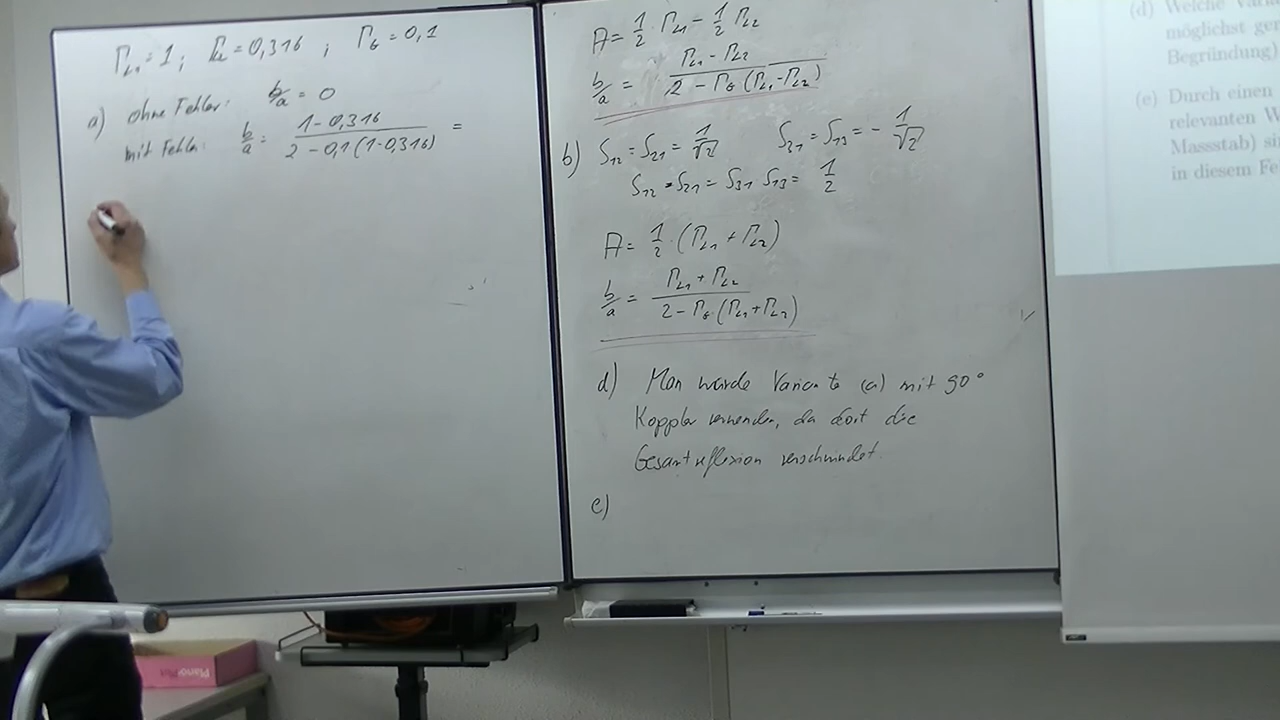 Γ_L1 = 1 ; Γ_L2 = 0,316 ; Γ_G = 0,1
a) ohne Fehler: b/a = 0
mit Fehler: b/a = (1 - 0,316) / (2 - 0,1 (1 - 0,316)) =
A = 1/2 Γ_L1 - 1/2 Γ_L2
b/a = (Γ_L1 - Γ_L2) / (2 - Γ_G (Γ_L1 - Γ_L2))
b) S_12 = S_21 = 1/√2 S_21 = S_13 = - 1/√2
S_12 · S_21 = S_31 S_13 = 1/2
A = 1/2 (Γ_L1 + Γ_L2)
b/a = (Γ_L1 + Γ_L2) / (2 - Γ_G (Γ_L1 + Γ_L2))
d) Man würde Variante (a) mit 90°
Koppler verwenden, da dort die
Gesamtreflexion verschwindet.
e)
(d) Welche
möglichst
Begründung)
(e) Durch einen
relevanten
Massstab)
in diesem